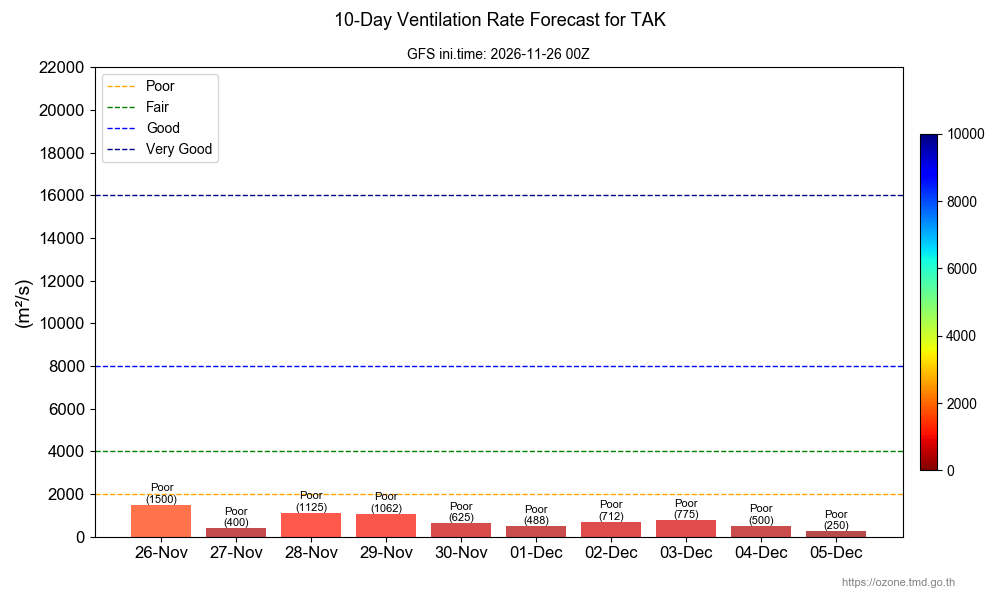 10-Day Ventilation Rate Forecast for TAK
GFS ini.time: 2026-11-26 00Z
(m²/s)
22000
20000
18000
16000
14000
12000
10000
8000
6000
4000
2000
0
Poor
Fair
Good
Very Good
Poor
(1500)
Poor
(400)
Poor
(1125)
Poor
(1062)
Poor
(625)
Poor
(488)
Poor
(712)
Poor
(775)
Poor
(500)
Poor
(250)
26-Nov 27-Nov 28-Nov 29-Nov 30-Nov 01-Dec 02-Dec 03-Dec 04-Dec 05-Dec
10000
8000
6000
4000
2000
0
https://ozone.tmd.go.th